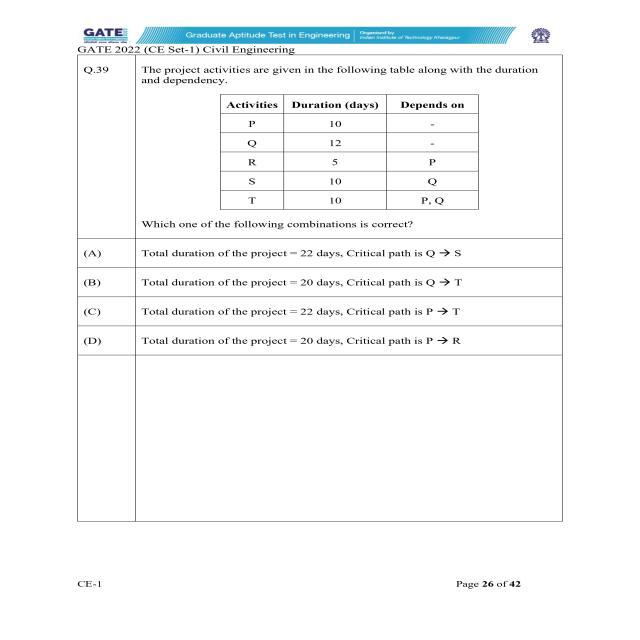 GATE
Graduate Aptitude Test in Engineering
Organised by
Indian Institute of Technology Kharagpur
GATE 2022 (CE Set-1) Civil Engineering
Q.39 The project activities are given in the following table along with the duration
and dependency.
Activities Duration (days) Depends on
P 10 -
Q 12 -
R 5 P
S 10 Q
T 10 P, Q
Which one of the following combinations is correct?
(A) Total duration of the project = 22 days, Critical path is Q → S
(B) Total duration of the project = 20 days, Critical path is Q → T
(C) Total duration of the project = 22 days, Critical path is P → T
(D) Total duration of the project = 20 days, Critical path is P → R
CE-1 Page 26 of 42